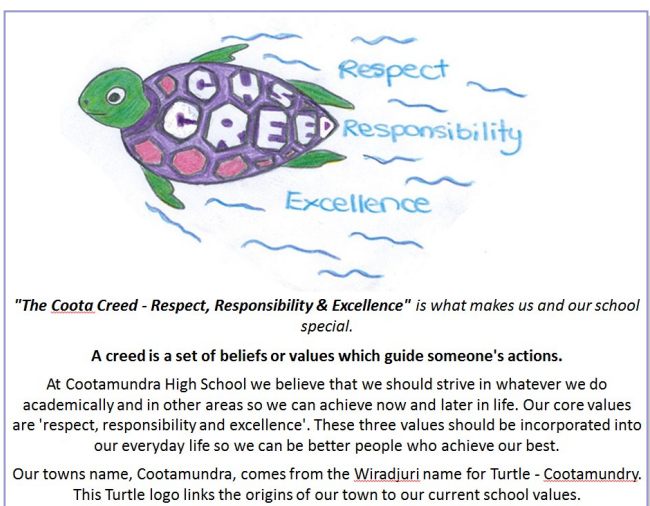 CHS
CREED
Respect
Responsibility
Excellence
"The Coota Creed - Respect, Responsibility & Excellence" is what makes us and our school
special.
A creed is a set of beliefs or values which guide someone's actions.
At Cootamundra High School we believe that we should strive in whatever we do
academically and in other areas so we can achieve now and later in life. Our core values
are 'respect, responsibility and excellence'. These three values should be incorporated into
our everyday life so we can be better people who achieve our best.
Our towns name, Cootamundra, comes from the Wiradjuri name for Turtle - Cootamundry.
This Turtle logo links the origins of our town to our current school values.